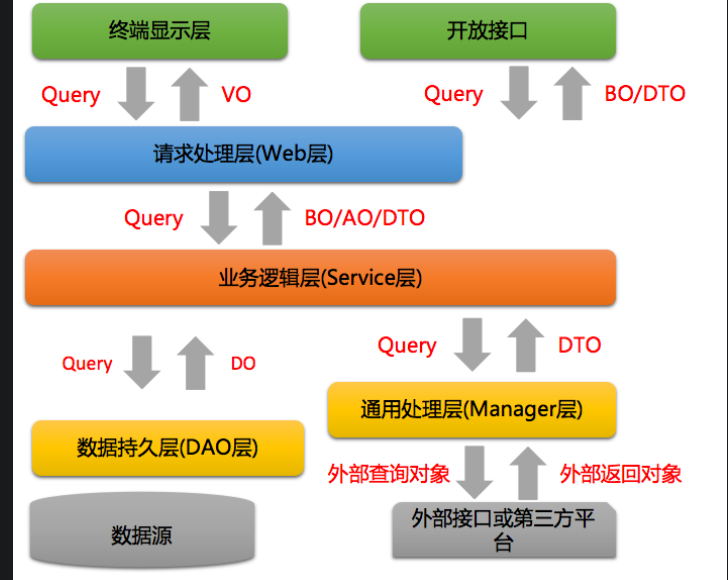 终端显示层
开放接口
Query
VO
Query
BO/DTO
请求处理层(Web层)
Query
BO/AO/DTO
业务逻辑层(Service层)
Query
DTO
Query
DO
通用处理层(Manager层)
数据持久层(DAO层)
外部查询对象
外部返回对象
数据源
外部接口或第三方平
台